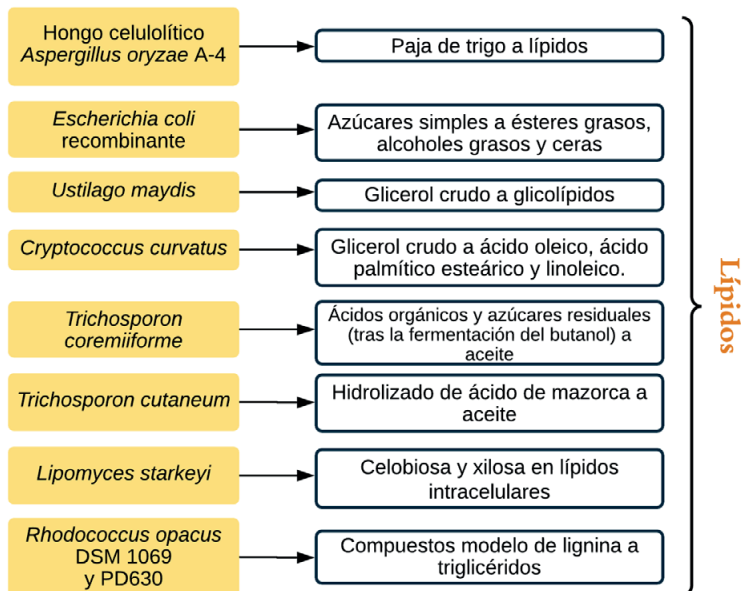 Hongo celulolítico
Aspergillus oryzae A-4
Paja de trigo a lípidos
Escherichia coli
recombinante
Azúcares simples a ésteres grasos,
alcoholes grasos y ceras
Ustilago maydis
Glicerol crudo a glicolípidos
Cryptococcus curvatus
Glicerol crudo a ácido oleico, ácido
palmítico esteárico y linoleico.
Trichosporon
coremiiforme
Ácidos orgánicos y azúcares residuales
(tras la fermentación del butanol) a
aceite
Trichosporon cutaneum
Hidrolizado de ácido de mazorca a
aceite
Lipomyces starkeyi
Celobiosa y xilosa en lípidos
intracelulares
Rhodococcus opacus
DSM 1069
y PD630
Compuestos modelo de lignina a
triglicéridos
Lípidos